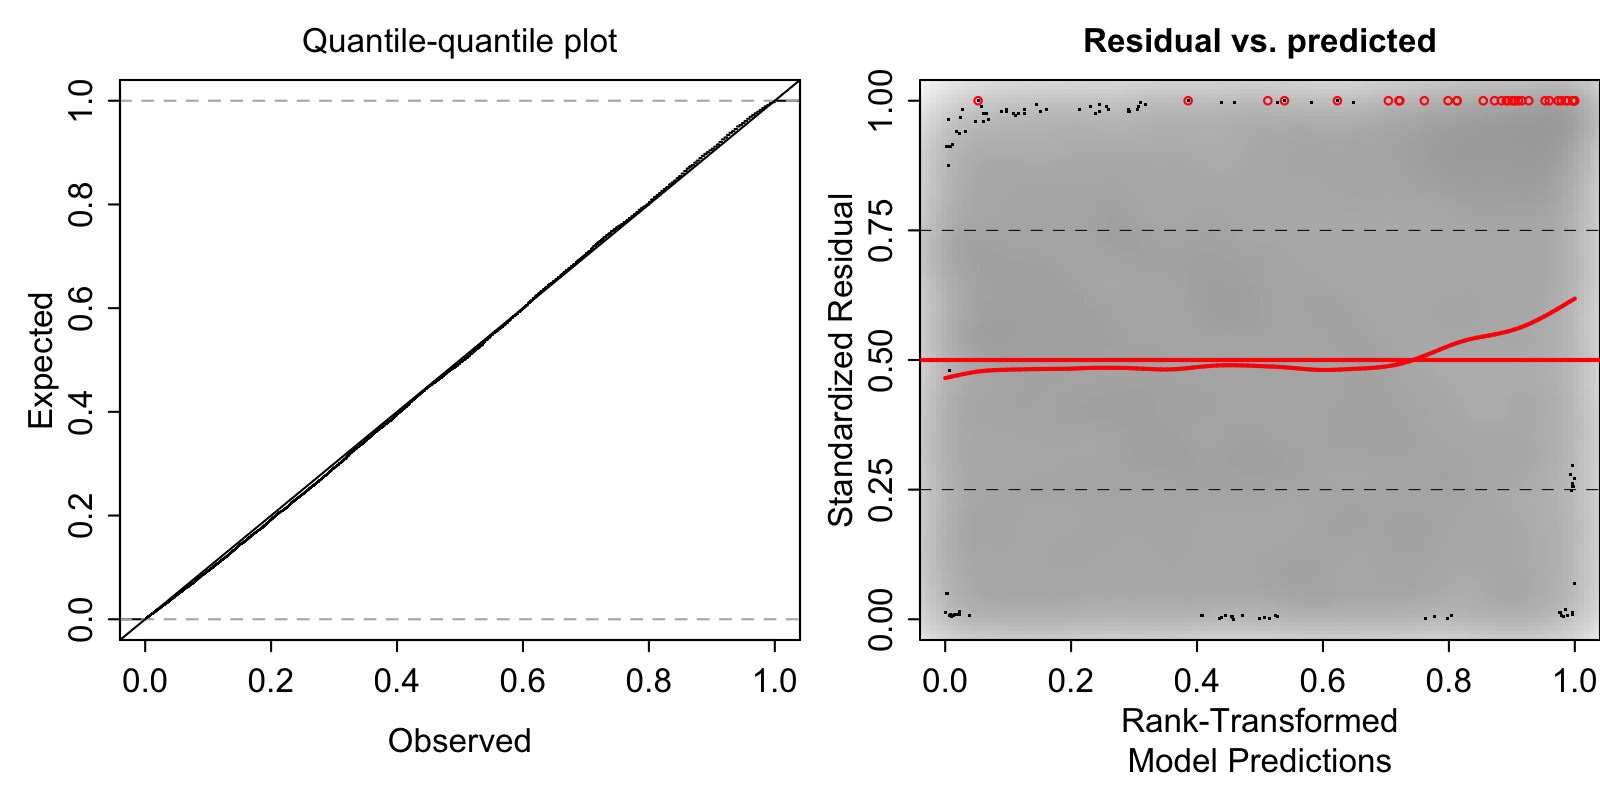 Quantile-quantile plot
Expected
0.0 0.2 0.4 0.6 0.8 1.0
0.0 0.2 0.4 0.6 0.8 1.0
Observed
Residual vs. predicted
Standardized Residual
0.00 0.25 0.50 0.75 1.00
0.0 0.2 0.4 0.6 0.8 1.0
Rank-Transformed
Model Predictions